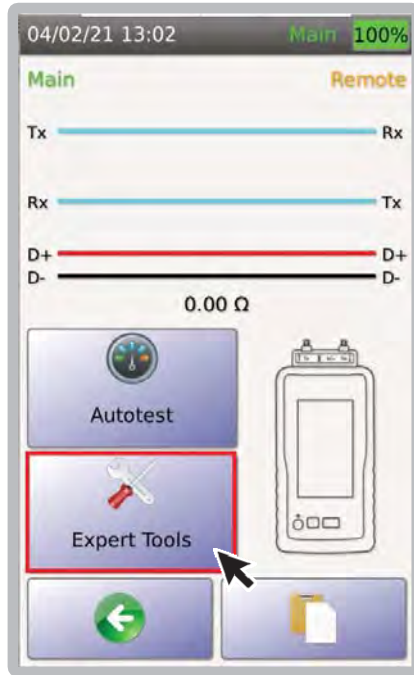 04/02/21 13:02 Main 100%
Main Remote
Tx Rx
Rx Tx
D+ D+
D- D-
0.00 Ω
Autotest
Expert Tools